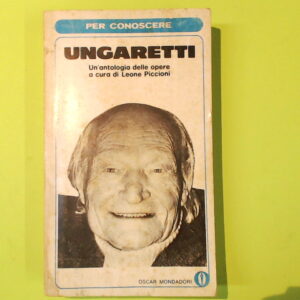 PER CONOSCERE
UNGARETTI
Un'antologia delle opere
a cura di Leone Piccioni
OSCAR MONDADORI